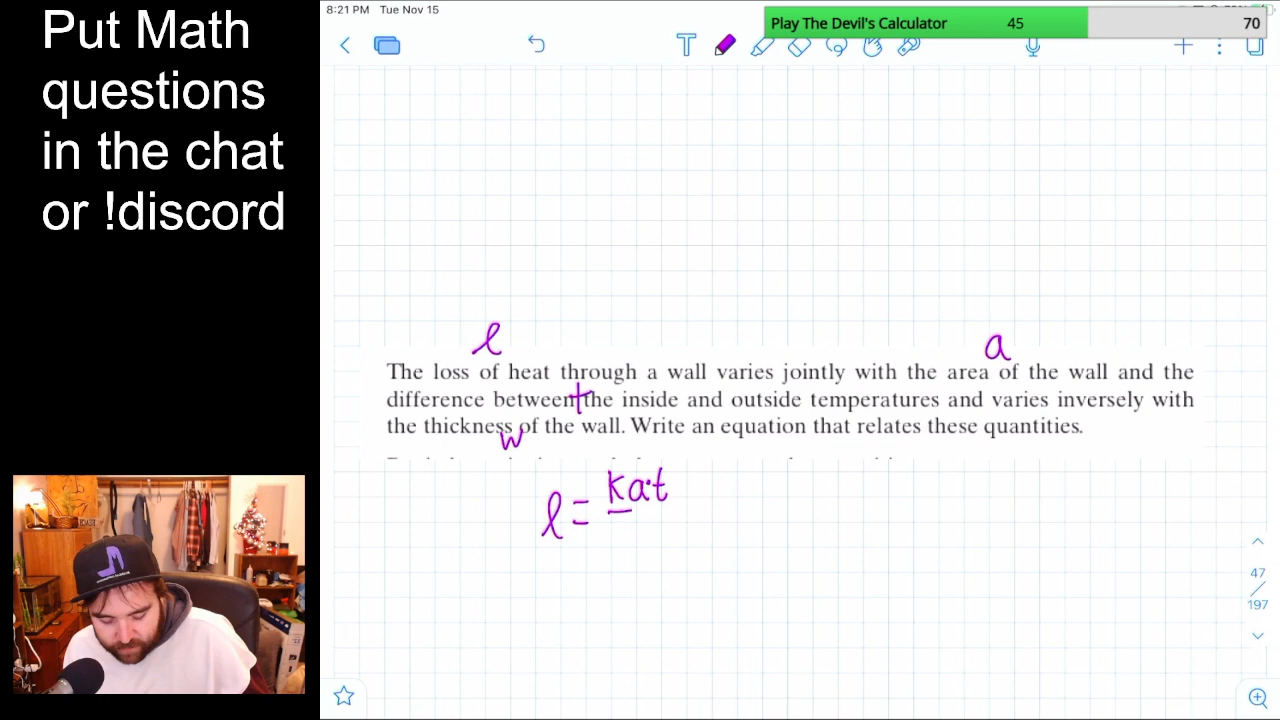 Put Math
questions
in the chat
or !discord
8:21 PM Tue Nov 15
Play The Devil's Calculator 45 70
T
l
a
The loss of heat through a wall varies jointly with the area of the wall and the
t
difference between the inside and outside temperatures and varies inversely with
the thickness of the wall. Write an equation that relates these quantities.
w
l = ka·t
47
197